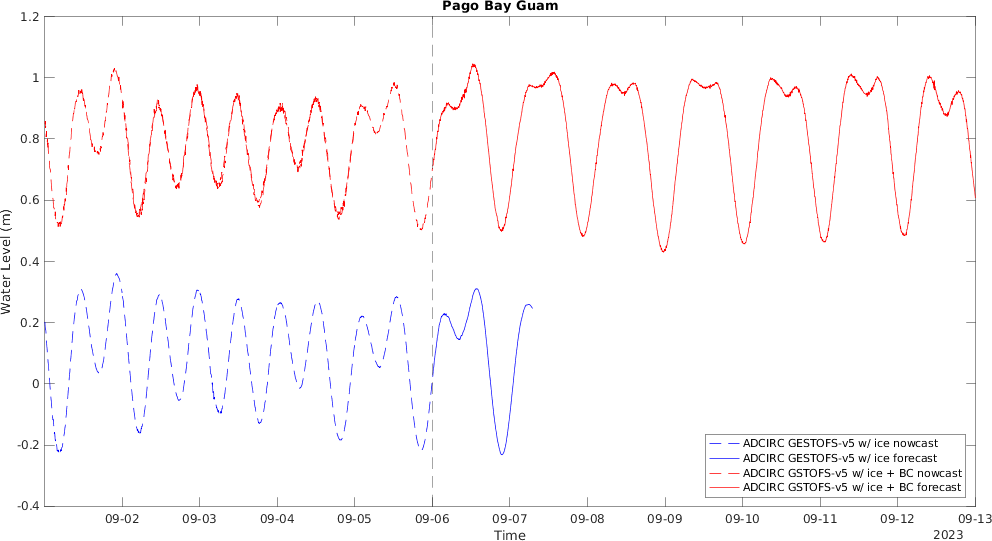 Pago Bay Guam
1.2
1
0.8
0.6
0.4
0.2
0
-0.2
-0.4
Water Level (m)
09-02 09-03 09-04 09-05 09-06 09-07 09-08 09-09 09-10 09-11 09-12 09-13
Time
2023
ADCIRC GESTOFS-v5 w/ ice nowcast
ADCIRC GESTOFS-v5 w/ ice forecast
ADCIRC GSTOFS-v5 w/ ice + BC nowcast
ADCIRC GSTOFS-v5 w/ ice + BC forecast